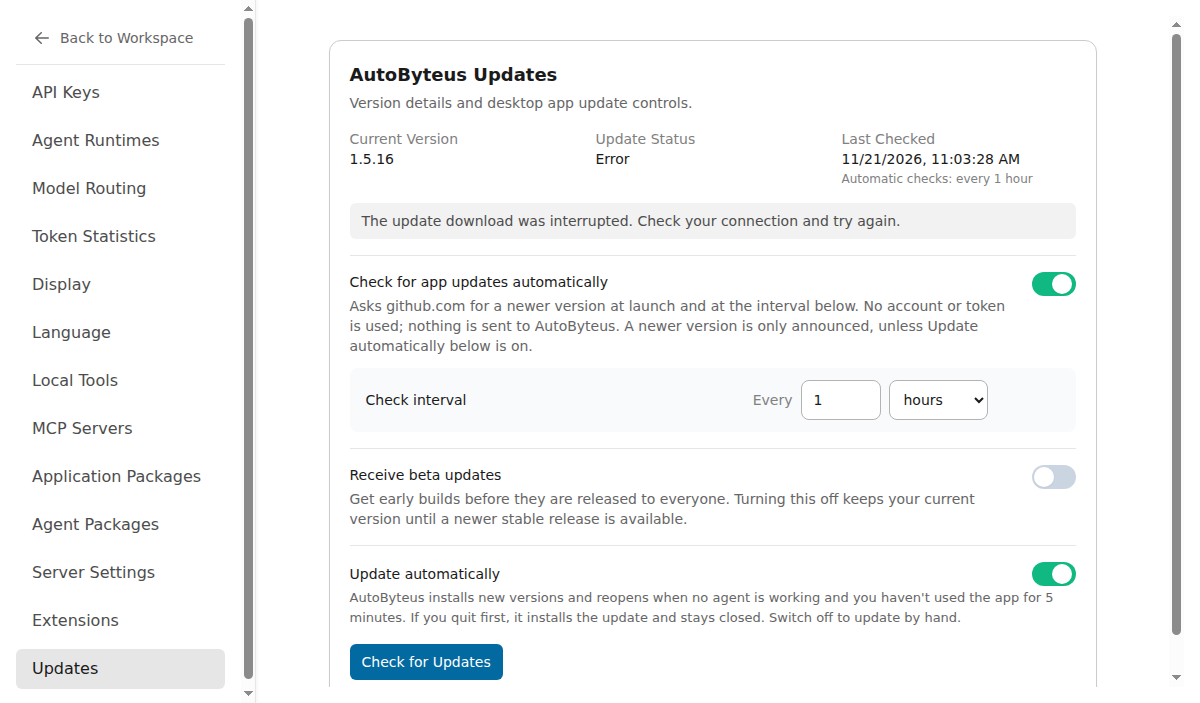 Back to Workspace
API Keys
Agent Runtimes
Model Routing
Token Statistics
Display
Language
Local Tools
MCP Servers
Application Packages
Agent Packages
Server Settings
Extensions
Updates
AutoByteus Updates
Version details and desktop app update controls.
Current Version
1.5.16
Update Status
Error
Last Checked
11/21/2026, 11:03:28 AM
Automatic checks: every 1 hour
The update download was interrupted. Check your connection and try again.
Check for app updates automatically
Asks github.com for a newer version at launch and at the interval below. No account or token
is used; nothing is sent to AutoByteus. A newer version is only announced, unless Update
automatically below is on.
Check interval
Every
1
hours
Receive beta updates
Get early builds before they are released to everyone. Turning this off keeps your current
version until a newer stable release is available.
Update automatically
AutoByteus installs new versions and reopens when no agent is working and you haven't used the app for 5
minutes. If you quit first, it installs the update and stays closed. Switch off to update by hand.
Check for Updates